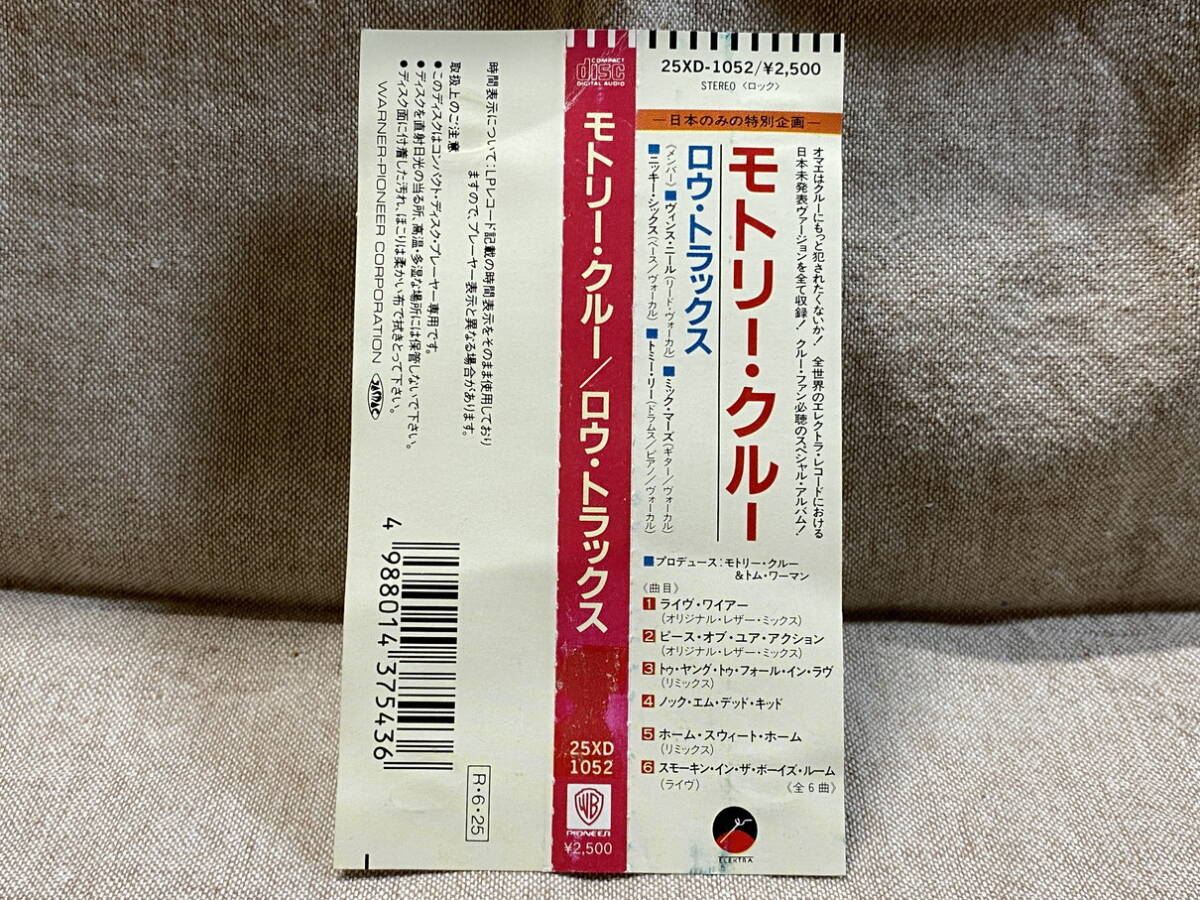 25XD-1052/¥2,500
STEREO 〈ロック〉
―日本のみの特別企画―
オマエはクルーにもっと犯されたくないか! 全世界のエレクトラ・レコードにおける
日本未発表ヴァージョンを全て収録! クルー・ファン必聴のスペシャル・アルバム!
モトリー・クルー
ロウ・トラックス
〈メンバー〉■ヴィンス・ニール(リード・ヴォーカル) ■ミック・マーズ(ギター/ヴォーカル)
■ニッキー・シックス(ベース/ヴォーカル) ■トミー・リー(ドラムス/ピアノ/ヴォーカル)
■プロデュース:モトリー・クルー
&トム・ワーマン
《曲目》
1 ライヴ・ワイアー
(オリジナル・レザー・ミックス)
2 ピース・オブ・ユア・アクション
(オリジナル・レザー・ミックス)
3 トゥ・ヤング・トゥ・フォール・イン・ラヴ
(リミックス)
4 ノック・エム・デッド・キッド
5 ホーム・スウィート・ホーム
(リミックス)
6 スモーキン・イン・ザ・ボーイズ・ルーム
(ライヴ)
《全6曲》
ELEKTRA
COMPACT
disc
DIGITAL AUDIO
モトリー・クルー/ロウ・トラックス
25XD
1052
WB
PIONEER
¥2,500
時間表示について:LPレコード記載の時間表示をそのまま使用しており
ますので、プレーヤー表示と異なる場合があります。
取扱上のご注意
●このディスクはコンパクト・ディスク・プレーヤー専用です。
●ディスクを直射日光の当る所、高温・多湿な場所には保管しないで下さい。
●ディスク面に付着した汚れ、ほこりは柔かい布で拭きとって下さい。
WARNER-PIONEER CORPORATION
JASRAC
4 988014 375436
R・6・25